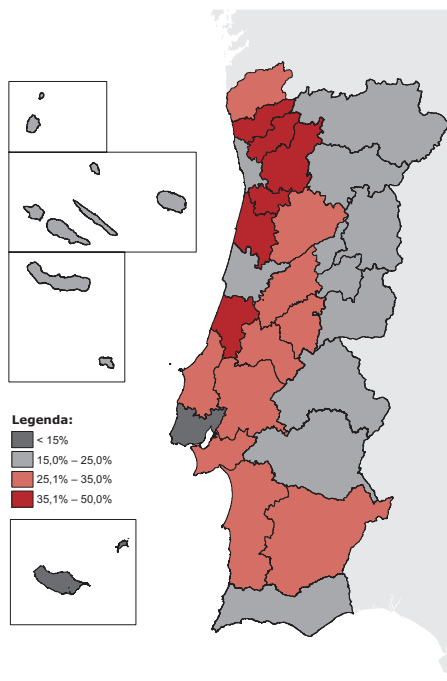 Legenda:
< 15%
15,0% – 25,0%
25,1% – 35,0%
35,1% – 50,0%